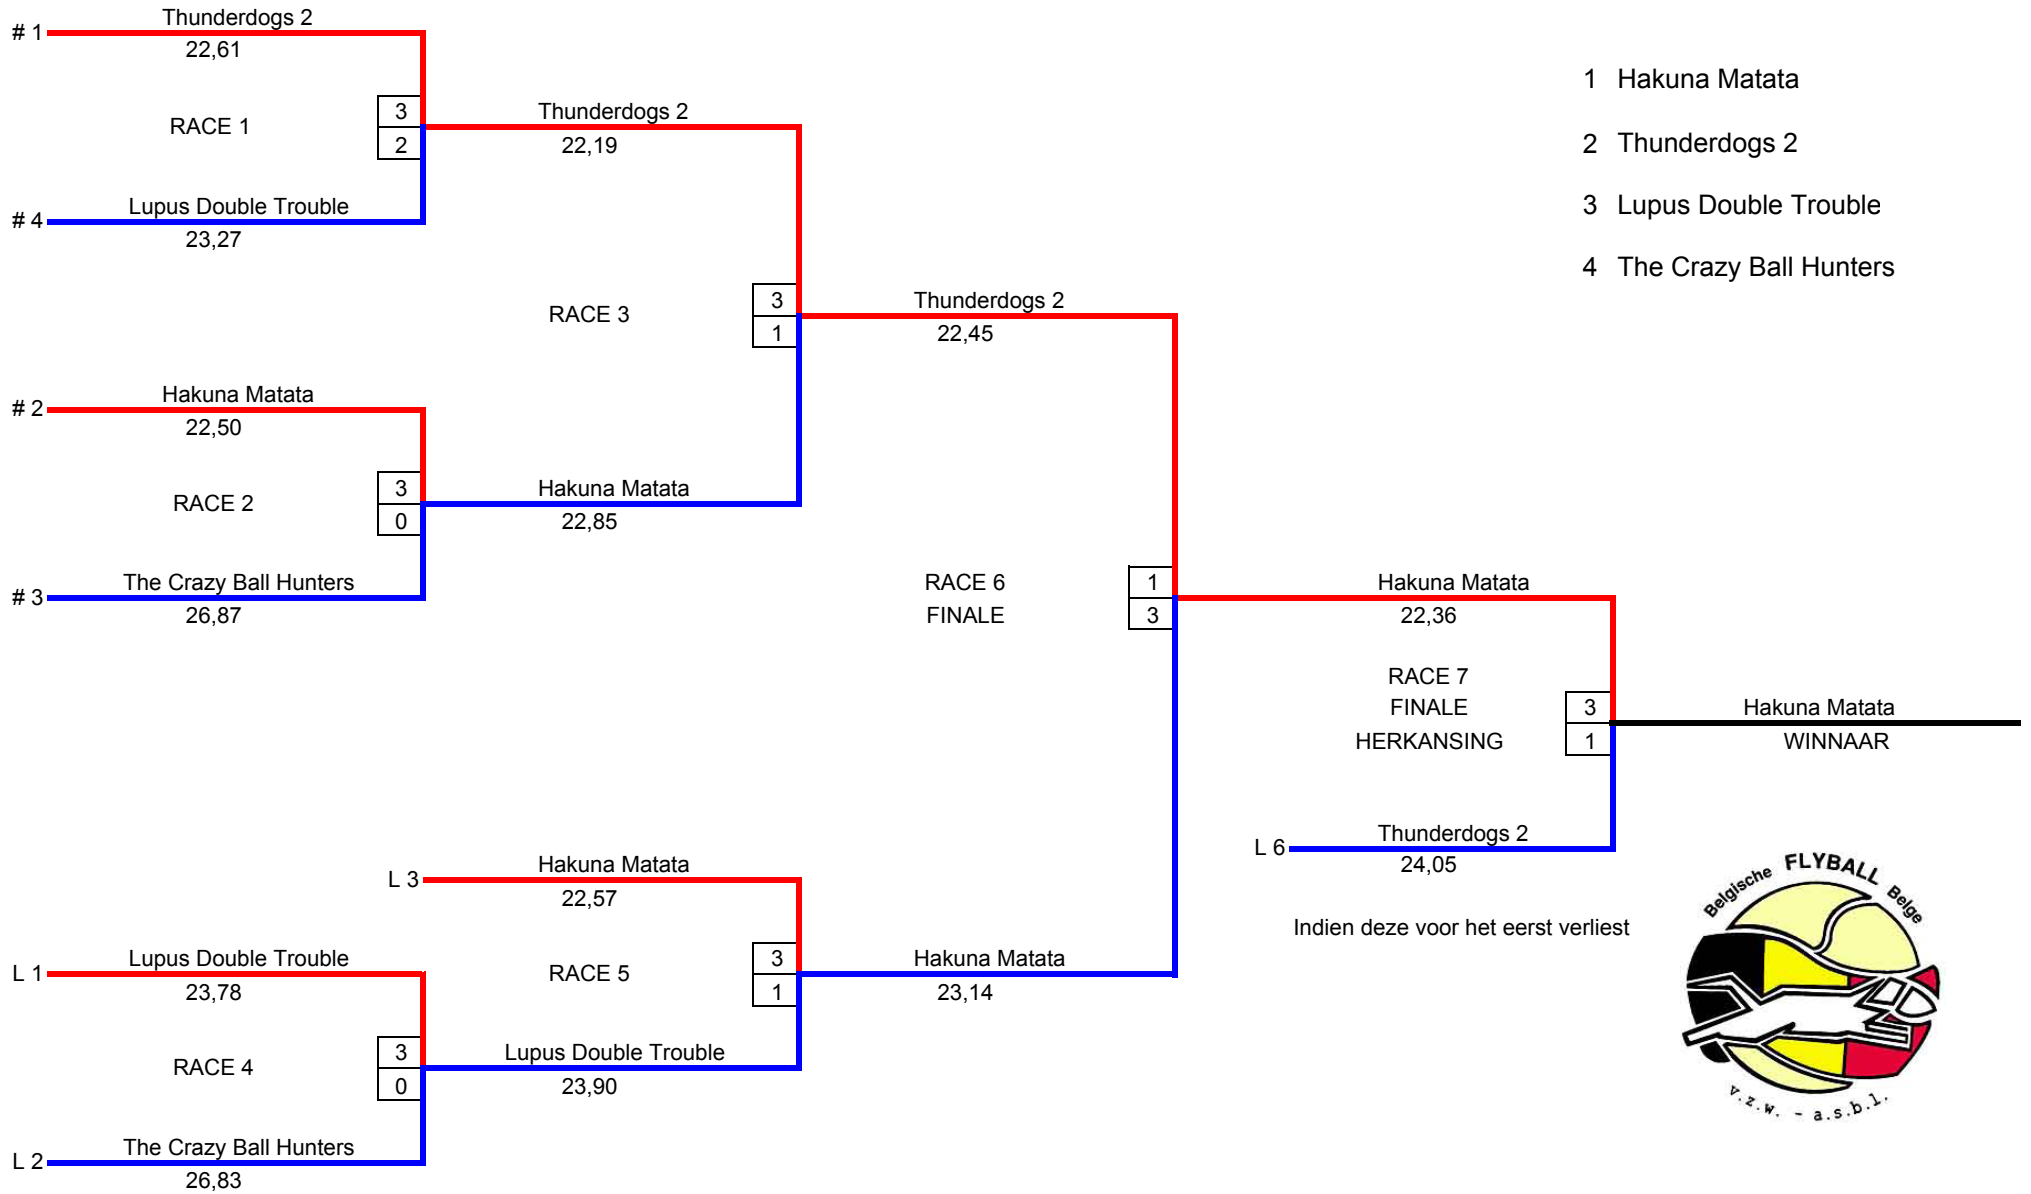 Thunderdogs 2
# 1
22,61
RACE 1
3
2
Lupus Double Trouble
# 4
23,27
Thunderdogs 2
22,19
Hakuna Matata
# 2
22,50
RACE 2
3
0
The Crazy Ball Hunters
# 3
26,87
Hakuna Matata
22,85
RACE 3
3
1
Thunderdogs 2
22,45
1 Hakuna Matata
2 Thunderdogs 2
3 Lupus Double Trouble
4 The Crazy Ball Hunters
RACE 6
FINALE
1
3
Hakuna Matata
22,36
RACE 7
FINALE
HERKANSING
3
1
Hakuna Matata
WINNAAR
Thunderdogs 2
L 6
24,05
Indien deze voor het eerst verliest
Hakuna Matata
L 3
22,57
RACE 5
3
1
Hakuna Matata
23,14
Lupus Double Trouble
L 1
23,78
RACE 4
3
0
Lupus Double Trouble
23,90
The Crazy Ball Hunters
L 2
26,83
Belgische FLYBALL Belge
v.z.w. - a.s.b.l.